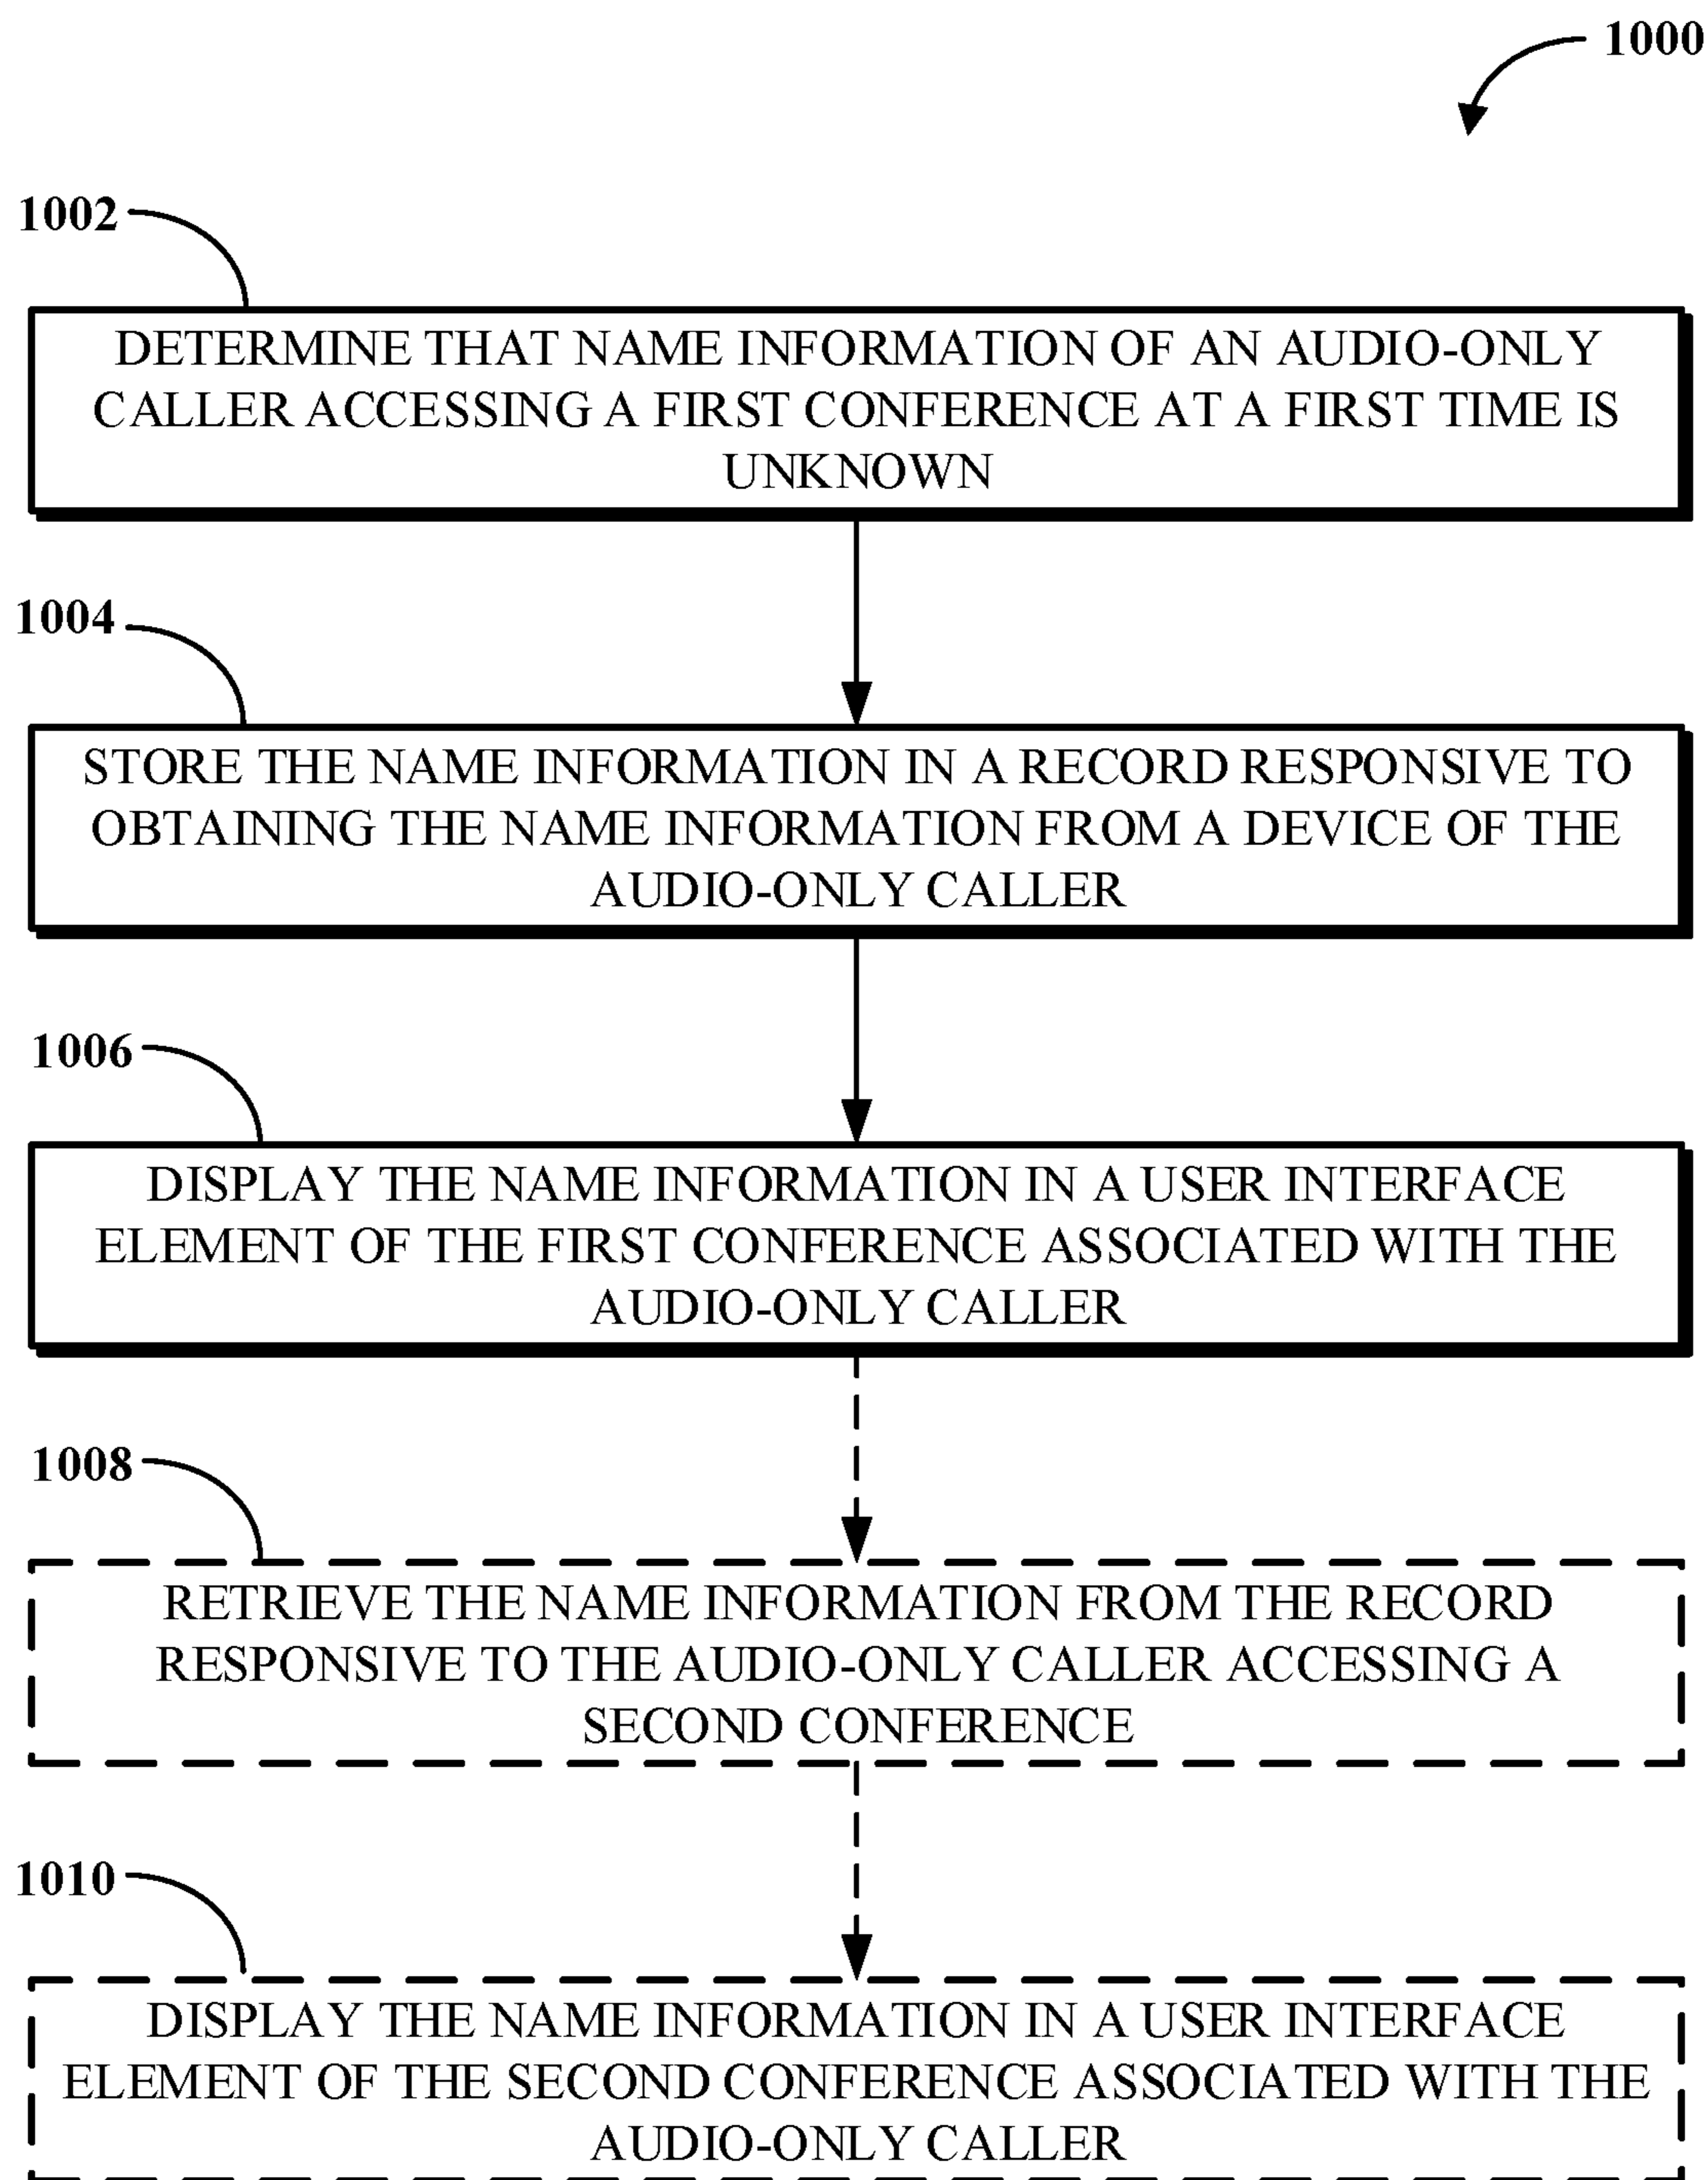 1000
1002
DETERMINE THAT NAME INFORMATION OF AN AUDIO-ONLY
CALLER ACCESSING A FIRST CONFERENCE AT A FIRST TIME IS
UNKNOWN
1004
STORE THE NAME INFORMATION IN A RECORD RESPONSIVE TO
OBTAINING THE NAME INFORMATION FROM A DEVICE OF THE
AUDIO-ONLY CALLER
1006
DISPLAY THE NAME INFORMATION IN A USER INTERFACE
ELEMENT OF THE FIRST CONFERENCE ASSOCIATED WITH THE
AUDIO-ONLY CALLER
1008
RETRIEVE THE NAME INFORMATION FROM THE RECORD
RESPONSIVE TO THE AUDIO-ONLY CALLER ACCESSING A
SECOND CONFERENCE
1010
DISPLAY THE NAME INFORMATION IN A USER INTERFACE
ELEMENT OF THE SECOND CONFERENCE ASSOCIATED WITH THE
AUDIO-ONLY CALLER